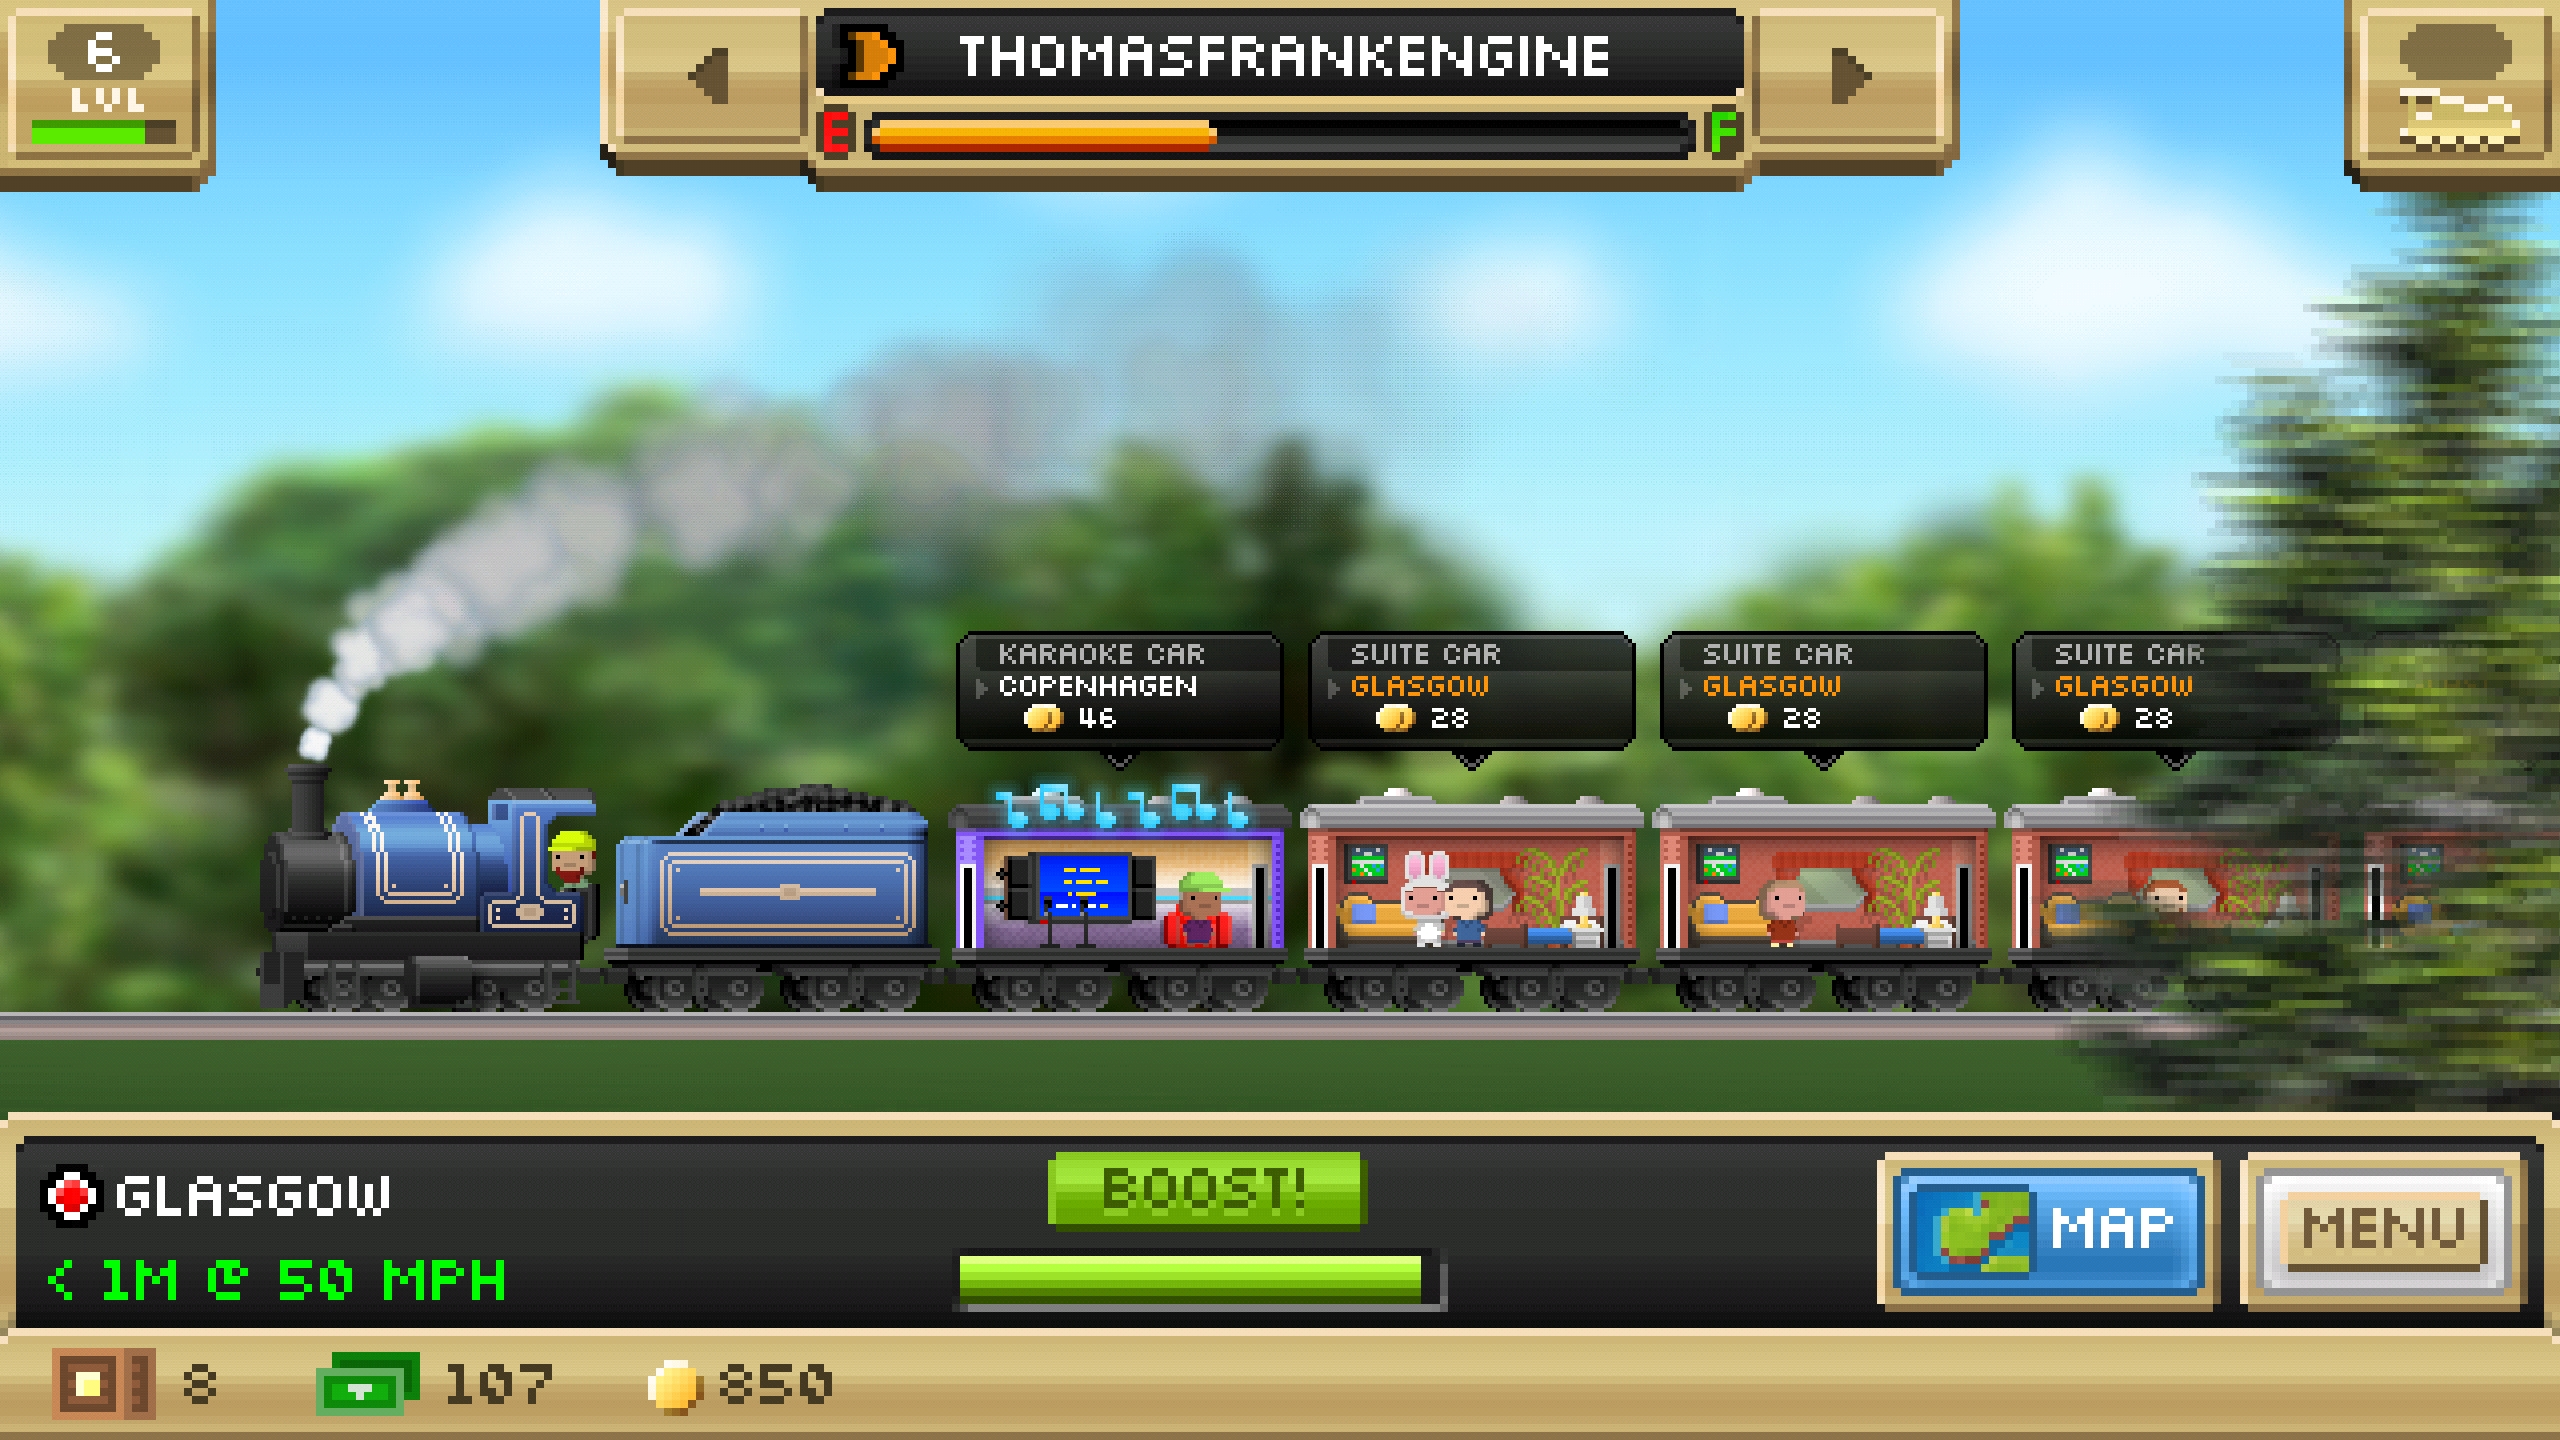 6
LVL
THOMASFRANKENGINE
E F
KARAOKE CAR
COPENHAGEN
46
SUITE CAR
GLASGOW
28
SUITE CAR
GLASGOW
28
SUITE CAR
GLASGOW
28
GLASGOW
< 1M @ 50 MPH
BOOST!
MAP
MENU
8
107
850